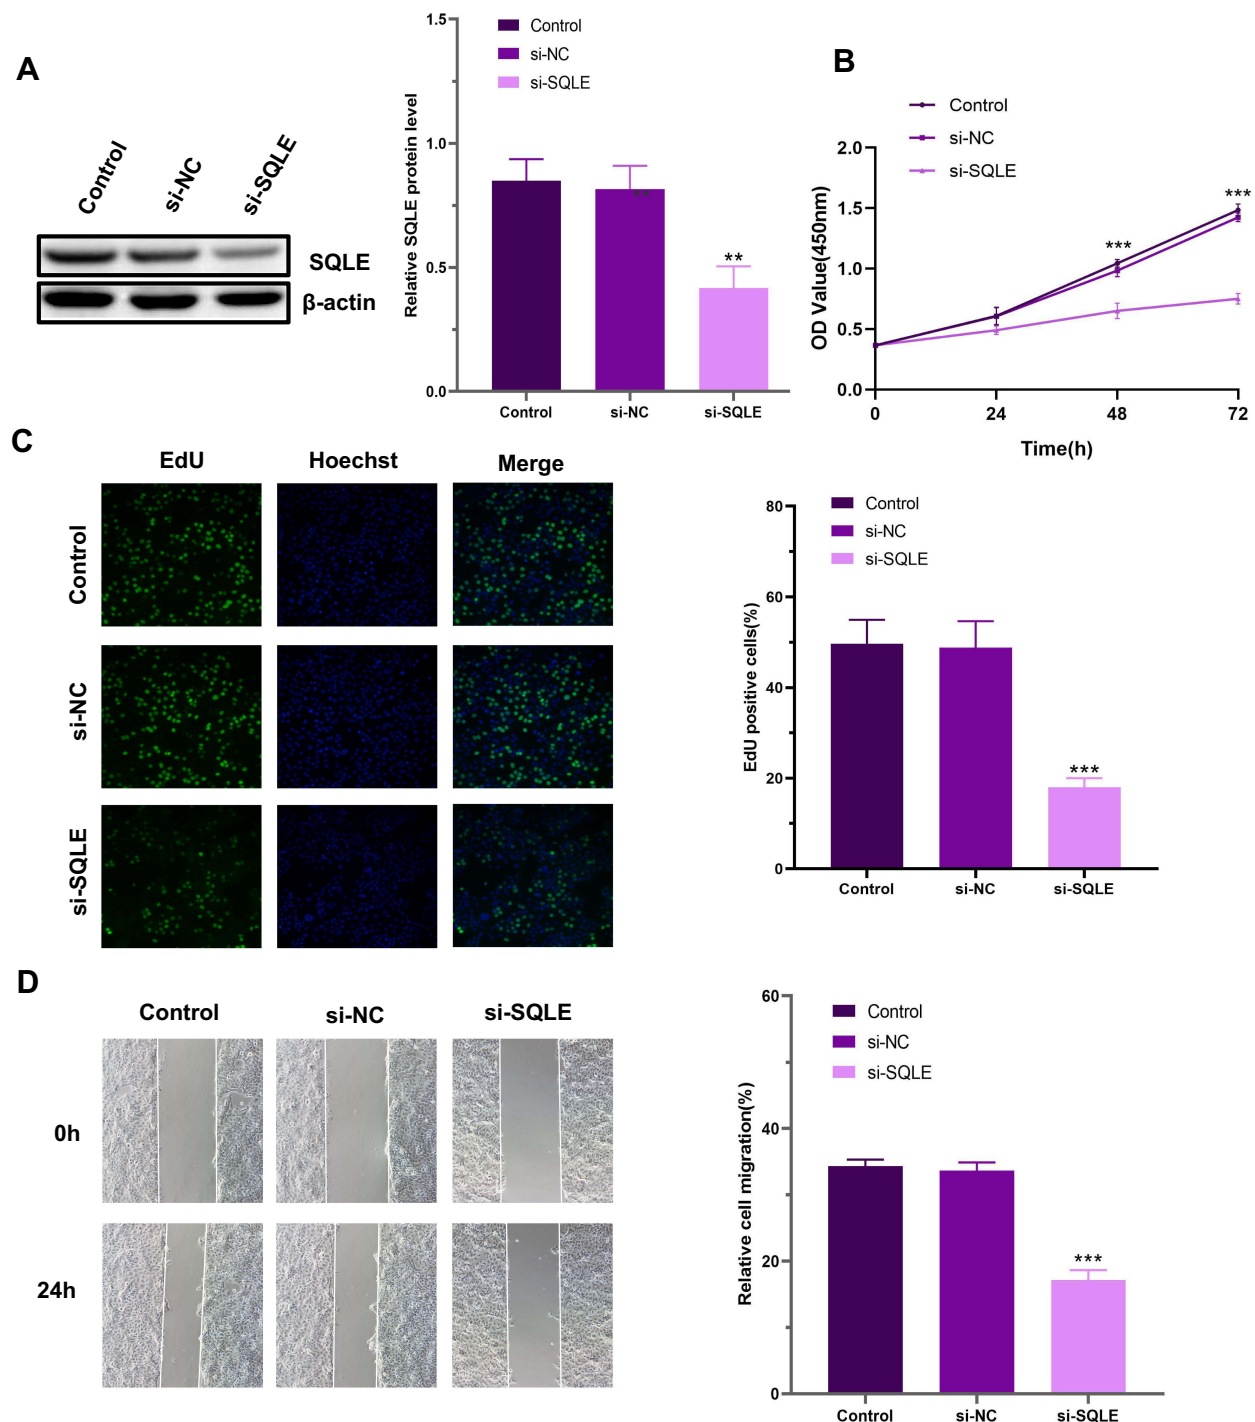 A
Control
si-NC
si-SQLE
SQLE
β-actin
Relative SQLE protein level
1.5
1.0
0.5
0.0
Control
si-NC
si-SQLE
**
**
Control
si-NC
si-SQLE
B
Control
si-NC
si-SQLE
OD Value(450nm)
2.0
1.5
1.0
0.5
0.0
***
***
0
24
48
72
Time(h)
C
EdU
Hoechst
Merge
Control
si-NC
si-SQLE
EdU positive cells(%)
80
60
40
20
0
Control
si-NC
si-SQLE
***
Control
si-NC
si-SQLE
D
Control
si-NC
si-SQLE
0h
24h
Relative cell migration(%)
60
40
20
0
Control
si-NC
si-SQLE
***
Control
si-NC
si-SQLE